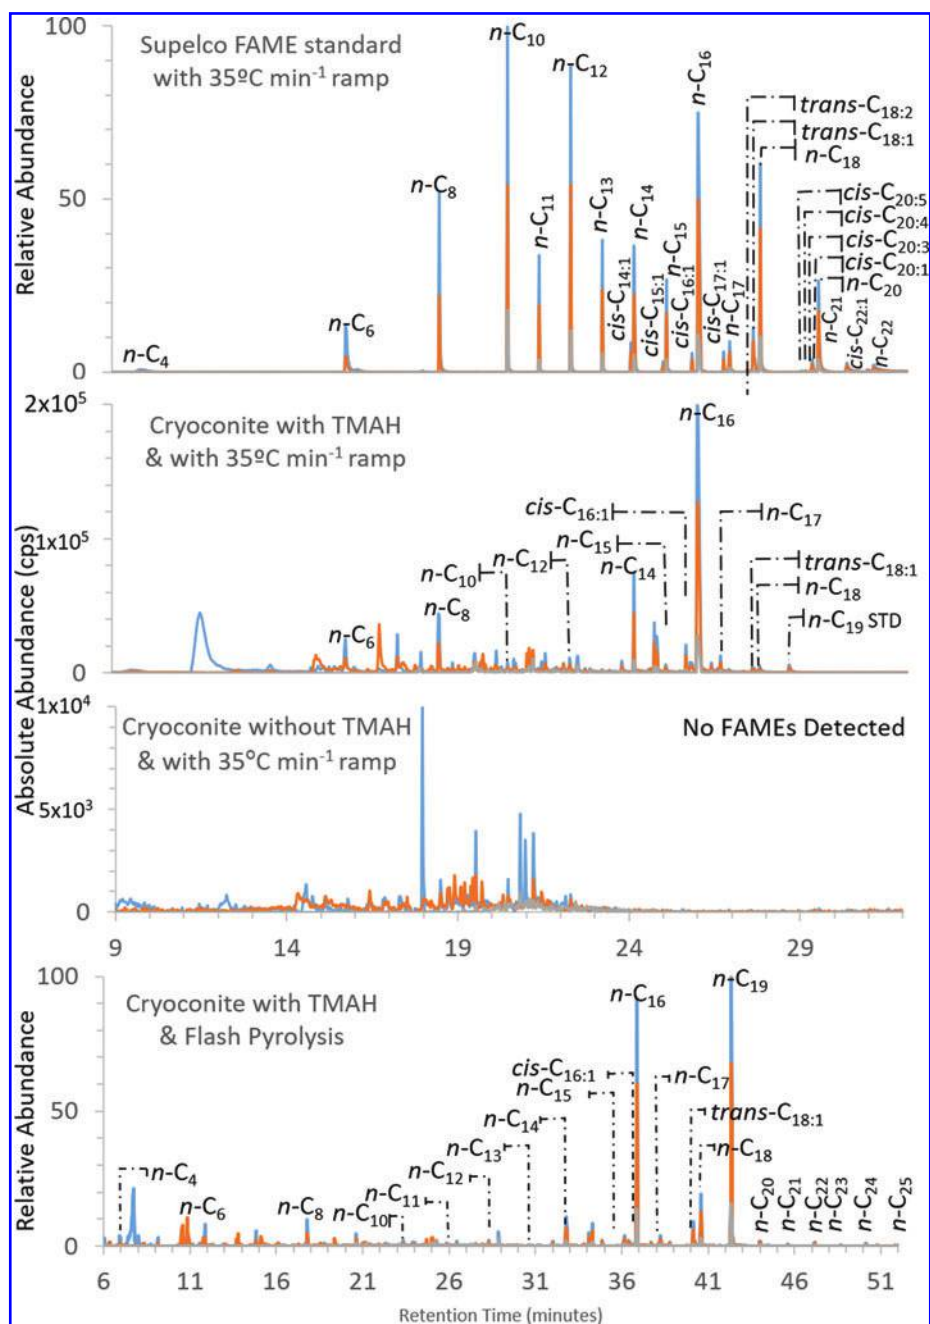 Supelco FAME standard
with 35ºC min⁻¹ ramp
Relative Abundance
100
50
0
n-C₄
n-C₆
n-C₈
n-C₁₀
n-C₁₁
n-C₁₂
n-C₁₃
cis-C₁₄:₁
n-C₁₄
cis-C₁₅:₁
n-C₁₅
cis-C₁₆:₁
n-C₁₆
cis-C₁₇:₁
n-C₁₇
trans-C₁₈:₂
trans-C₁₈:₁
n-C₁₈
cis-C₂₀:₅
cis-C₂₀:₄
cis-C₂₀:₃
cis-C₂₀:₁
n-C₂₀
n-C₂₁
cis-C₂₂:₁
n-C₂₂
Cryoconite with TMAH
& with 35ºC min⁻¹ ramp
Absolute Abundance (cps)
2x10⁵
1x10⁵
0
n-C₆
n-C₈
n-C₁₀
n-C₁₂
n-C₁₄
n-C₁₅
cis-C₁₆:₁
n-C₁₆
n-C₁₇
trans-C₁₈:₁
n-C₁₈
n-C₁₉ STD
Cryoconite without TMAH
& with 35°C min⁻¹ ramp
No FAMEs Detected
1x10⁴
5x10³
0
9 14 19 24 29
Cryoconite with TMAH
& Flash Pyrolysis
Relative Abundance
100
50
0
n-C₄
n-C₆
n-C₈
n-C₁₀
n-C₁₁
n-C₁₂
n-C₁₃
n-C₁₄
n-C₁₅
cis-C₁₆:₁
n-C₁₆
n-C₁₇
trans-C₁₈:₁
n-C₁₈
n-C₁₉
n-C₂₀
n-C₂₁
n-C₂₂
n-C₂₃
n-C₂₄
n-C₂₅
6 11 16 21 26 31 36 41 46 51
Retention Time (minutes)